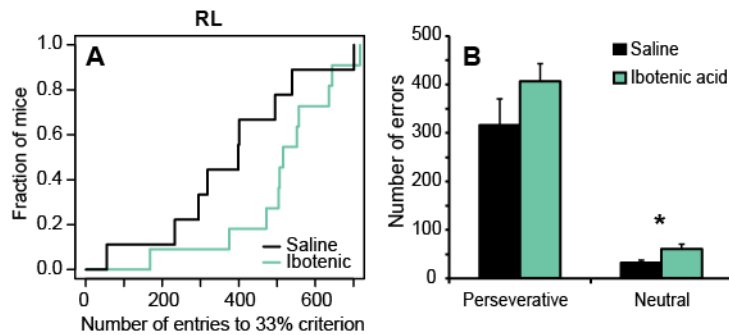 RL
A
1.0
0.8
0.6
0.4
0.2
0.0
Fraction of mice
Saline
Ibotenic
0
200
400
600
Number of entries to 33% criterion
B
500
400
300
200
100
0
Number of errors
Saline
Ibotenic acid
*
Perseverative
Neutral